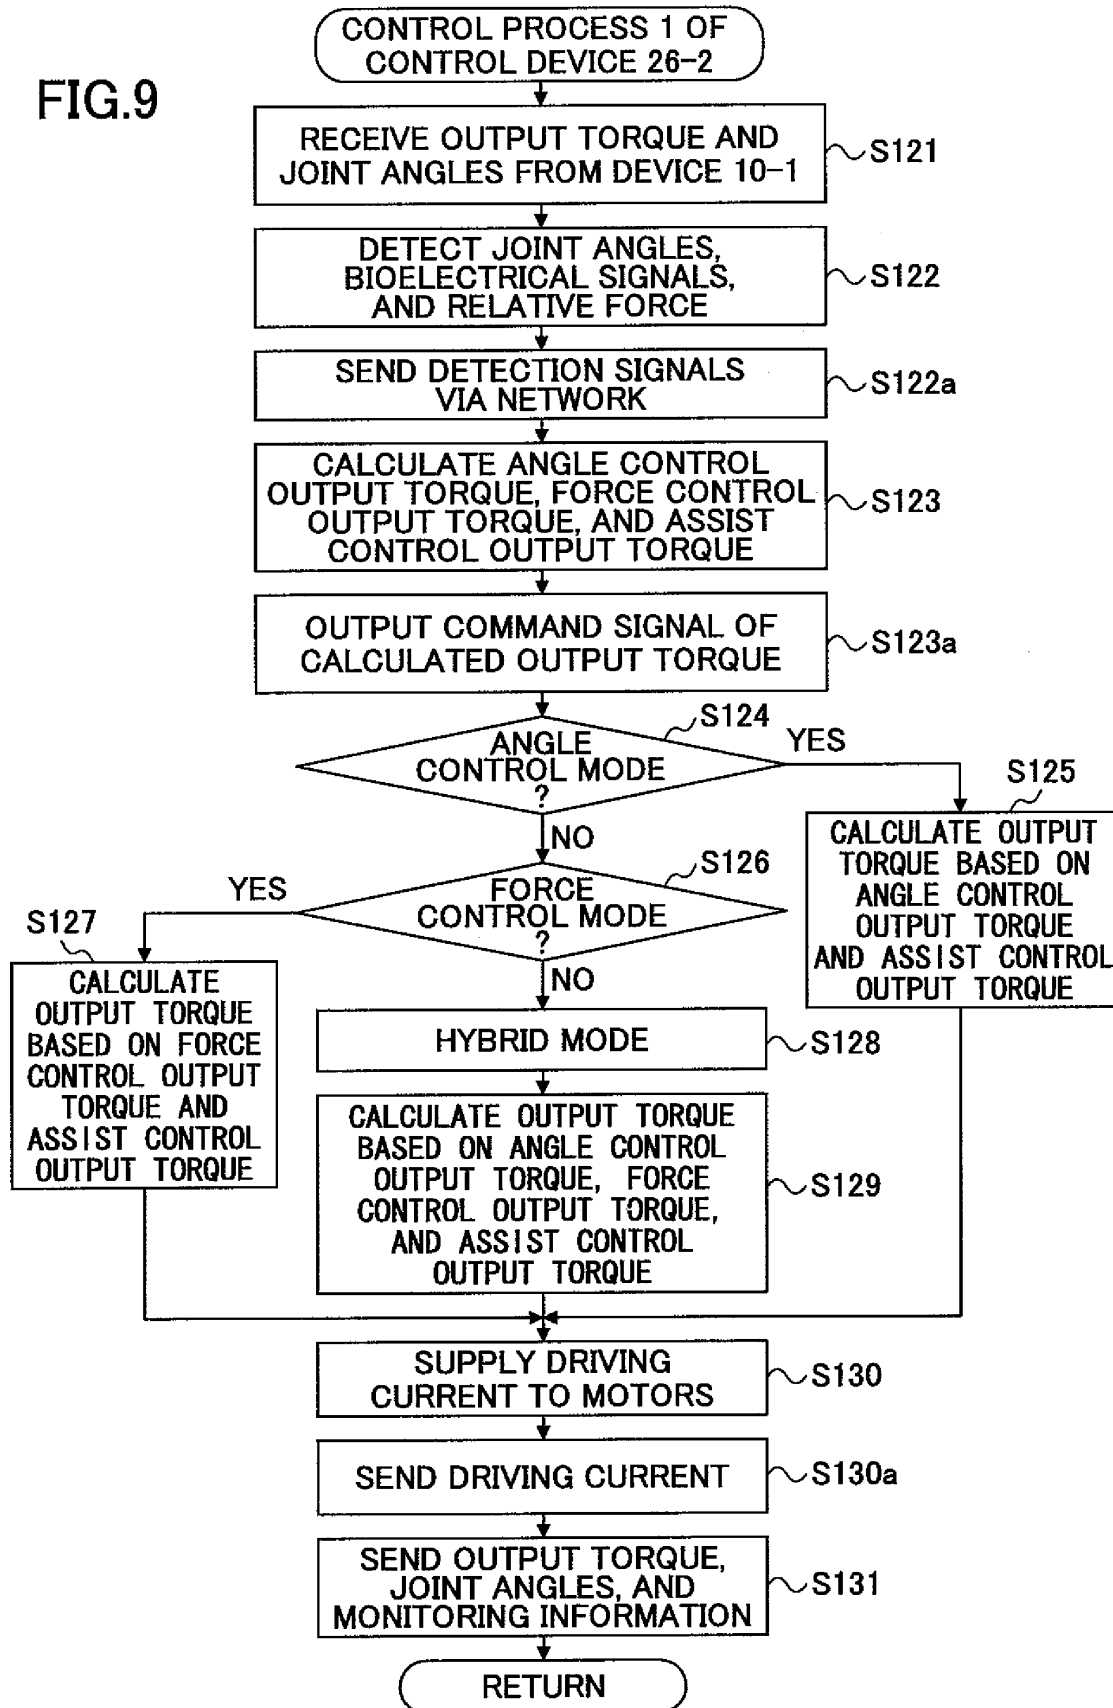 FIG.9
CONTROL PROCESS 1 OF
CONTROL DEVICE 26-2
RECEIVE OUTPUT TORQUE AND
JOINT ANGLES FROM DEVICE 10-1
S121
DETECT JOINT ANGLES,
BIOELECTRICAL SIGNALS,
AND RELATIVE FORCE
S122
SEND DETECTION SIGNALS
VIA NETWORK
S122a
CALCULATE ANGLE CONTROL
OUTPUT TORQUE, FORCE CONTROL
OUTPUT TORQUE, AND ASSIST
CONTROL OUTPUT TORQUE
S123
OUTPUT COMMAND SIGNAL OF
CALCULATED OUTPUT TORQUE
S123a
S124
ANGLE
CONTROL MODE
?
YES
NO
S125
CALCULATE OUTPUT
TORQUE BASED ON
ANGLE CONTROL
OUTPUT TORQUE
AND ASSIST CONTROL
OUTPUT TORQUE
S126
FORCE
CONTROL MODE
?
YES
NO
S127
CALCULATE
OUTPUT TORQUE
BASED ON FORCE
CONTROL OUTPUT
TORQUE AND
ASSIST CONTROL
OUTPUT TORQUE
HYBRID MODE
S128
CALCULATE OUTPUT TORQUE
BASED ON ANGLE CONTROL
OUTPUT TORQUE, FORCE
CONTROL OUTPUT TORQUE,
AND ASSIST CONTROL
OUTPUT TORQUE
S129
SUPPLY DRIVING
CURRENT TO MOTORS
S130
SEND DRIVING CURRENT
S130a
SEND OUTPUT TORQUE,
JOINT ANGLES, AND
MONITORING INFORMATION
S131
RETURN